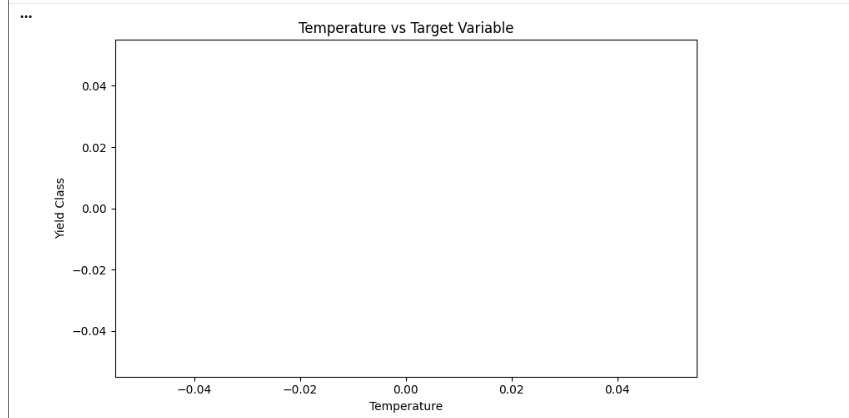 ...
Temperature vs Target Variable
0.04
0.02
0.00
−0.02
−0.04
Yield Class
−0.04 −0.02 0.00 0.02 0.04
Temperature